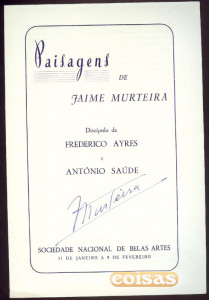 Paisagens
DE
JAIME MURTEIRA
Discípulo de
FREDERICO AYRES
e
ANTÓNIO SAÚDE
JMurteira
SOCIEDADE NACIONAL DE BELAS ARTES
31 DE JANEIRO A 9 DE FEVEREIRO
coisas